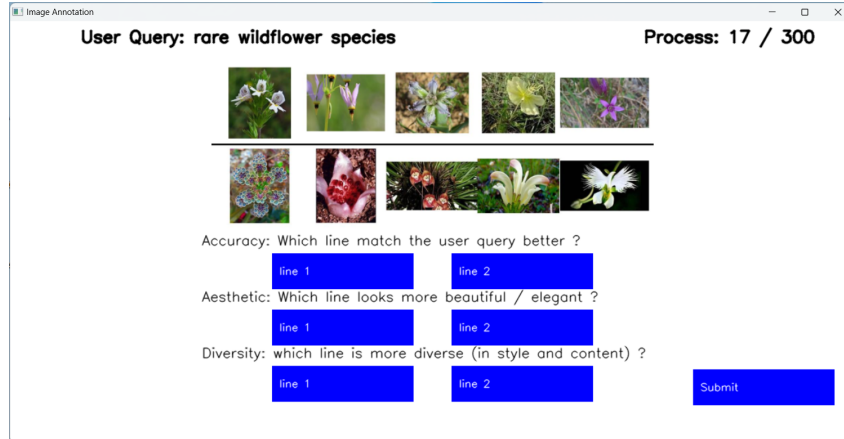 Image Annotation
User Query: rare wildflower species
Process: 17 / 300
Accuracy: Which line match the user query better ?
line 1
line 2
Aesthetic: Which line looks more beautiful / elegant ?
line 1
line 2
Diversity: which line is more diverse (in style and content) ?
line 1
line 2
Submit